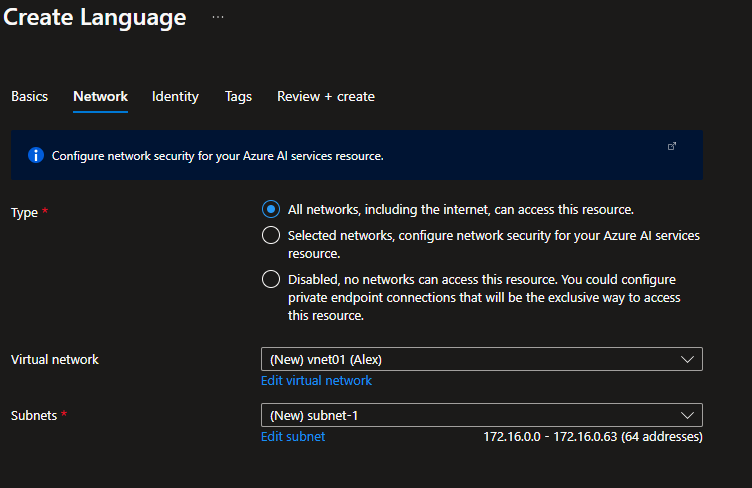 Create Language ...
Basics Network Identity Tags Review + create
Configure network security for your Azure AI services resource.
Type *
All networks, including the internet, can access this resource.
Selected networks, configure network security for your Azure AI services
resource.
Disabled, no networks can access this resource. You could configure
private endpoint connections that will be the exclusive way to access
this resource.
Virtual network
(New) vnet01 (Alex)
Edit virtual network
Subnets *
(New) subnet-1
Edit subnet
172.16.0.0 - 172.16.0.63 (64 addresses)